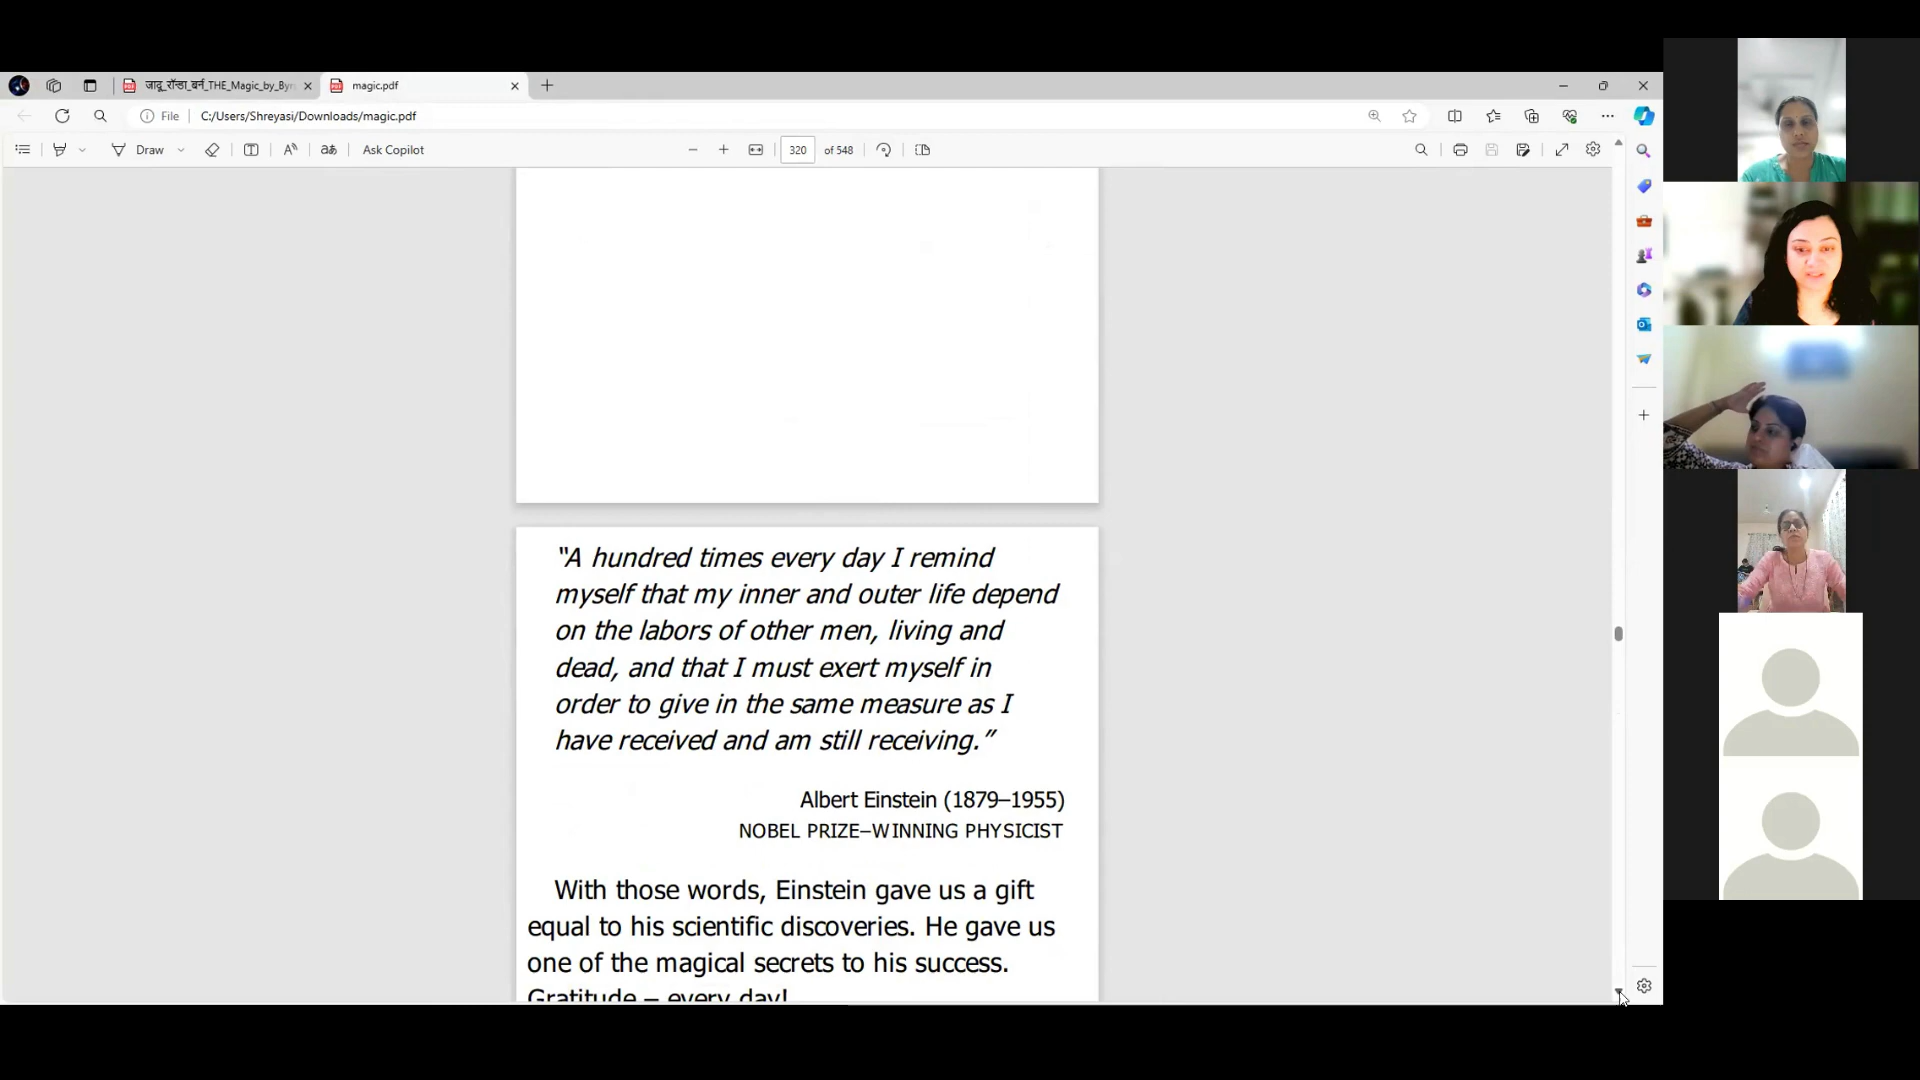 जादू_रॉन्डा_बर्न_THE_Magic_by_Byr
magic.pdf
File
C:/Users/Shreyasi/Downloads/magic.pdf
Draw
Ask Copilot
320 of 548
“A hundred times every day I remind
myself that my inner and outer life depend
on the labors of other men, living and
dead, and that I must exert myself in
order to give in the same measure as I
have received and am still receiving.”
Albert Einstein (1879–1955)
NOBEL PRIZE–WINNING PHYSICIST
With those words, Einstein gave us a gift
equal to his scientific discoveries. He gave us
one of the magical secrets to his success.
Gratitude – every day!